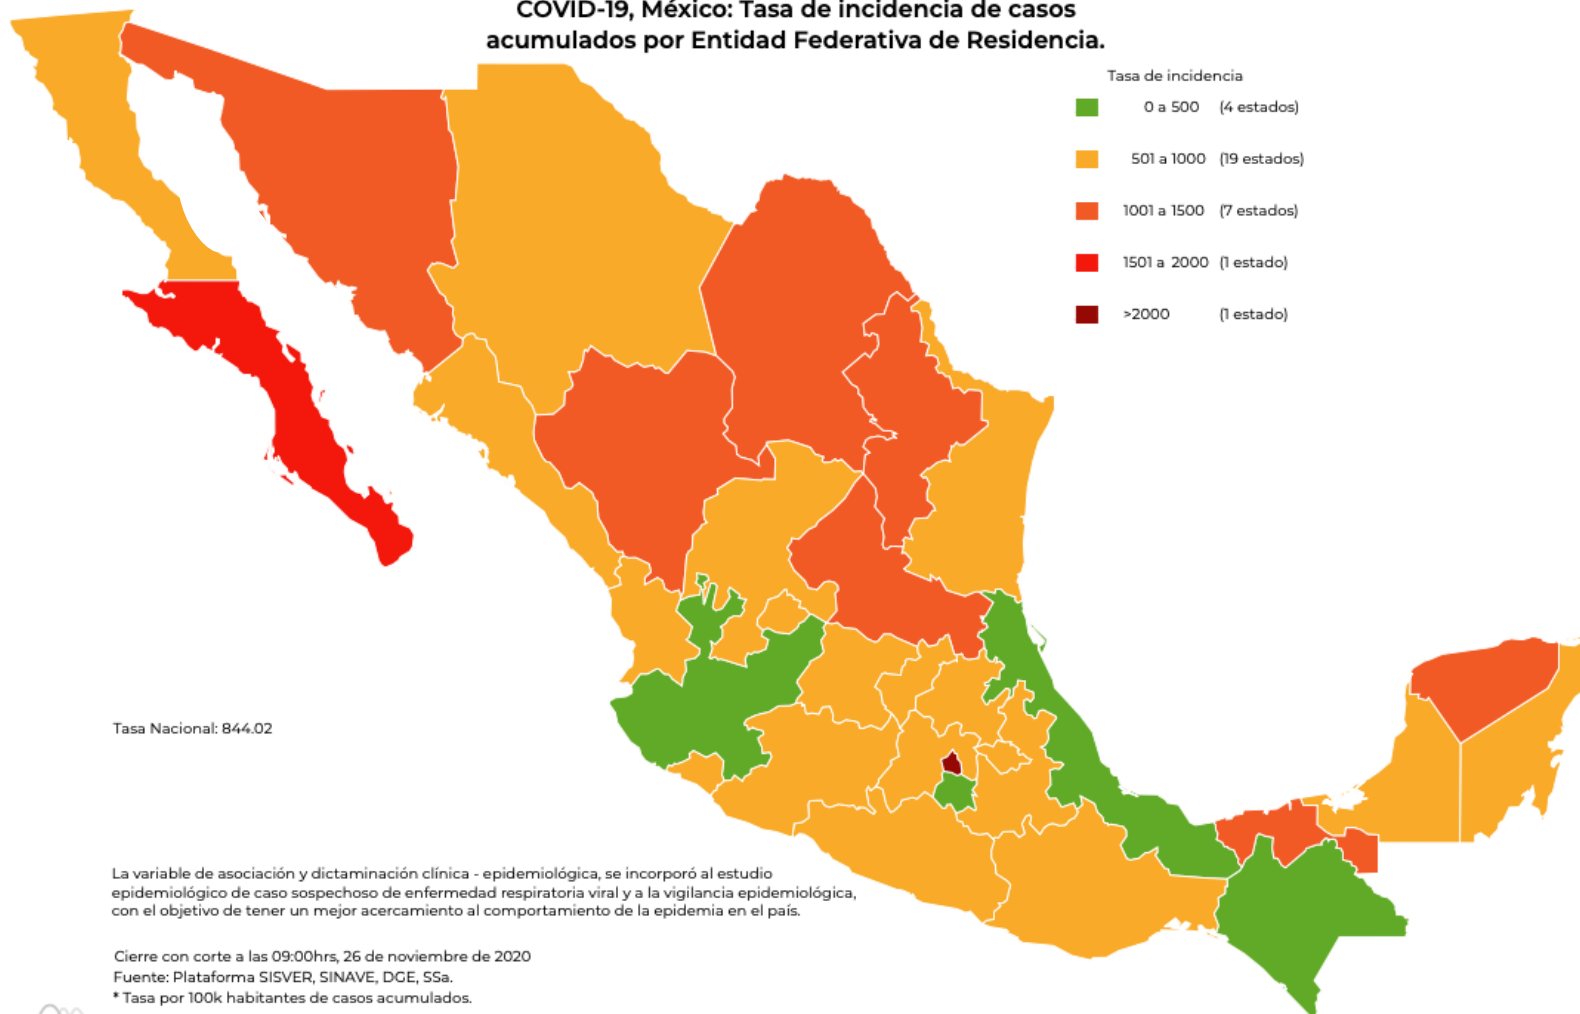 COVID-19, México: Tasa de incidencia de casos
acumulados por Entidad Federativa de Residencia.
Tasa de incidencia
0 a 500 (4 estados)
501 a 1000 (19 estados)
1001 a 1500 (7 estados)
1501 a 2000 (1 estado)
>2000 (1 estado)
Tasa Nacional: 844.02
La variable de asociación y dictaminación clínica - epidemiológica, se incorporó al estudio
epidemiológico de caso sospechoso de enfermedad respiratoria viral y a la vigilancia epidemiológica,
con el objetivo de tener un mejor acercamiento al comportamiento de la epidemia en el país.
Cierre con corte a las 09:00hrs, 26 de noviembre de 2020
Fuente: Plataforma SISVER, SINAVE, DGE, SSa.
* Tasa por 100k habitantes de casos acumulados.